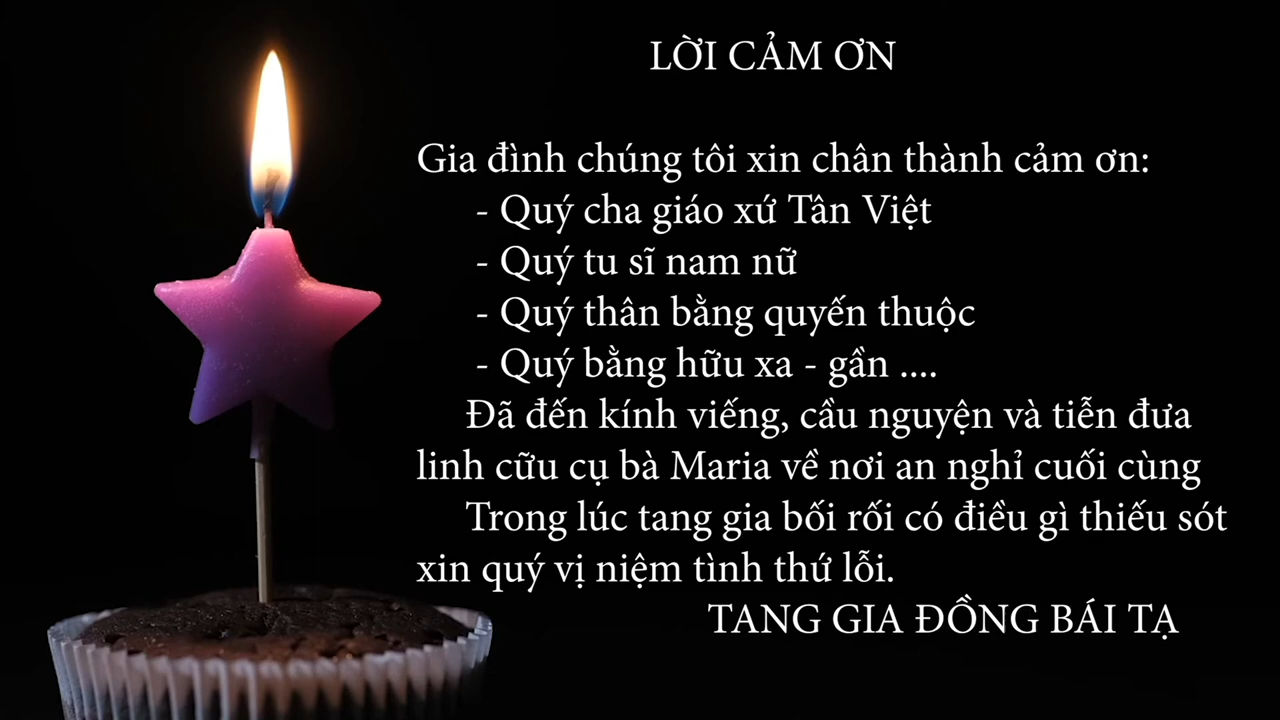 LỜI CẢM ƠN
Gia đình chúng tôi xin chân thành cảm ơn:
- Quý cha giáo xứ Tân Việt
- Quý tu sĩ nam nữ
- Quý thân bằng quyến thuộc
- Quý bằng hữu xa - gần ....
Đã đến kính viếng, cầu nguyện và tiễn đưa
linh cữu cụ bà Maria về nơi an nghỉ cuối cùng
Trong lúc tang gia bối rối có điều gì thiếu sót
xin quý vị niệm tình thứ lỗi.
TANG GIA ĐỒNG BÁI TẠ